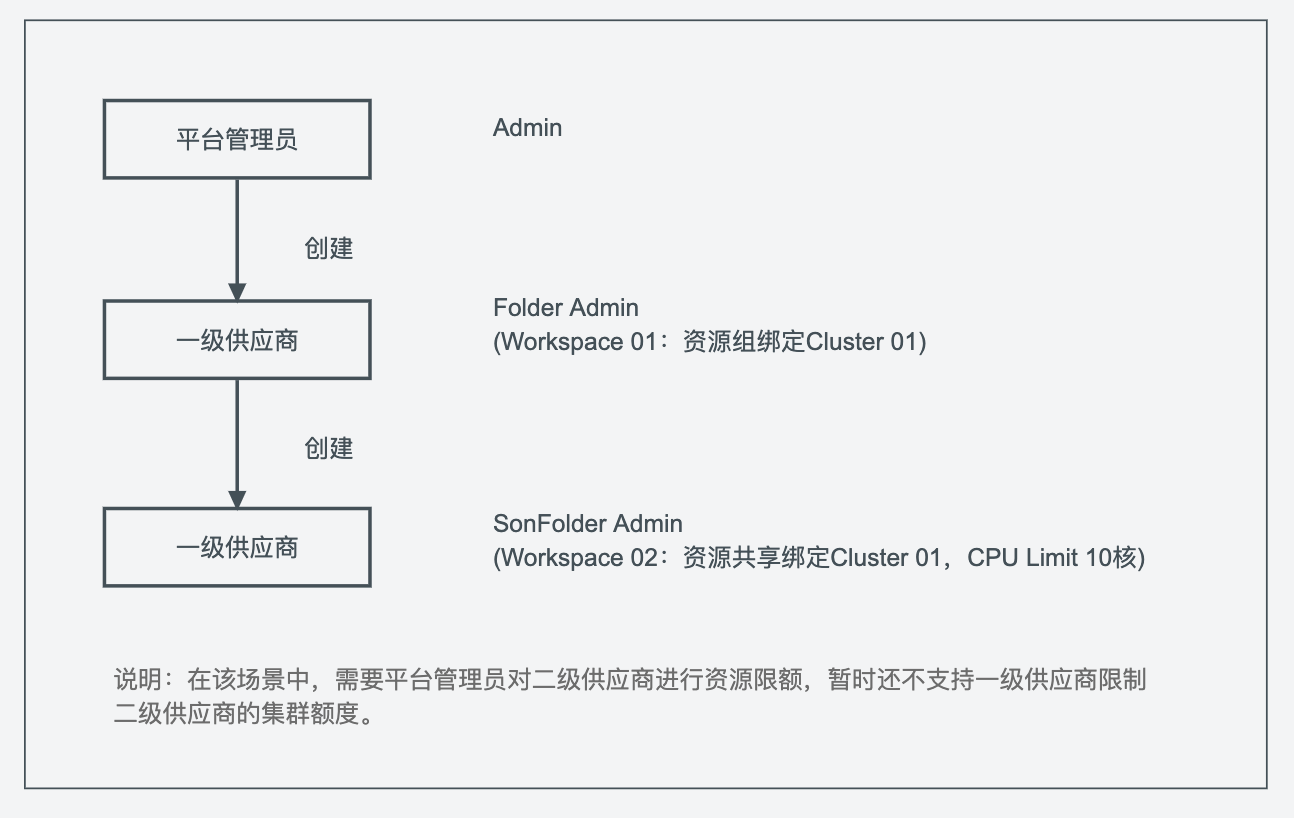 平台管理员
Admin
创建
一级供应商
Folder Admin
(Workspace 01：资源组绑定Cluster 01)
创建
一级供应商
SonFolder Admin
(Workspace 02：资源共享绑定Cluster 01，CPU Limit 10核)
说明：在该场景中，需要平台管理员对二级供应商进行资源限额，暂时还不支持一级供应商限制
二级供应商的集群额度。